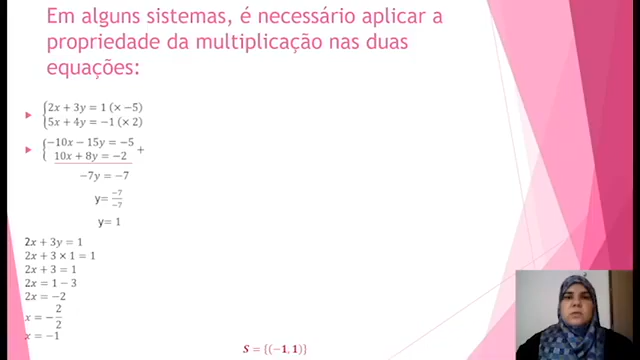 Em alguns sistemas, é necessário aplicar a
propriedade da multiplicação nas duas
equações:
{2x + 3y = 1 (× −5)
{5x + 4y = −1 (× 2)
{−10x − 15y = −5 +
{10x + 8y = −2
−7y = −7
y= −7/−7
y= 1
2x + 3y = 1
2x + 3 × 1 = 1
2x + 3 = 1
2x = 1 − 3
2x = −2
x = − 2/2
x = −1
S = {(−1, 1)}